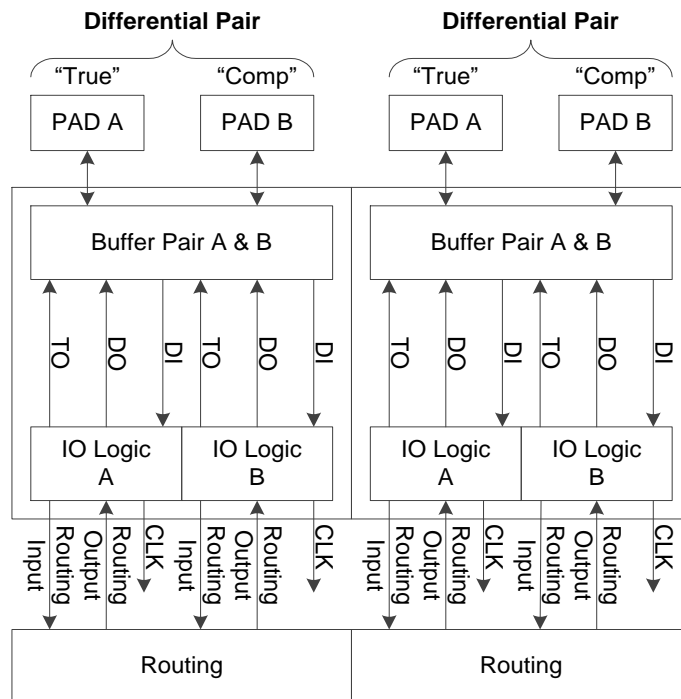 Differential Pair
Differential Pair
“True”
“Comp”
“True”
“Comp”
PAD A
PAD B
PAD A
PAD B
Buffer Pair A & B
Buffer Pair A & B
TO
DO
DI
TO
DO
DI
TO
DO
DI
TO
DO
DI
IO Logic
A
IO Logic
B
IO Logic
A
IO Logic
B
Routing
Input
Routing
Output
CLK
Routing
Input
Routing
Output
CLK
Routing
Input
Routing
Output
CLK
Routing
Input
Routing
Output
CLK
Routing
Routing